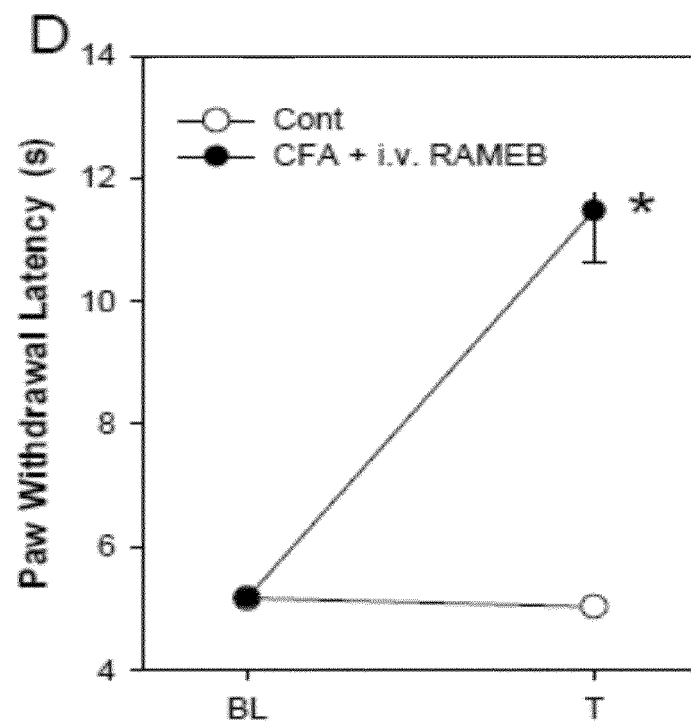 D
14
Cont
CFA + i.v. RAMEB
12
*
10
8
6
4
Paw Withdrawal Latency (s)
BL T